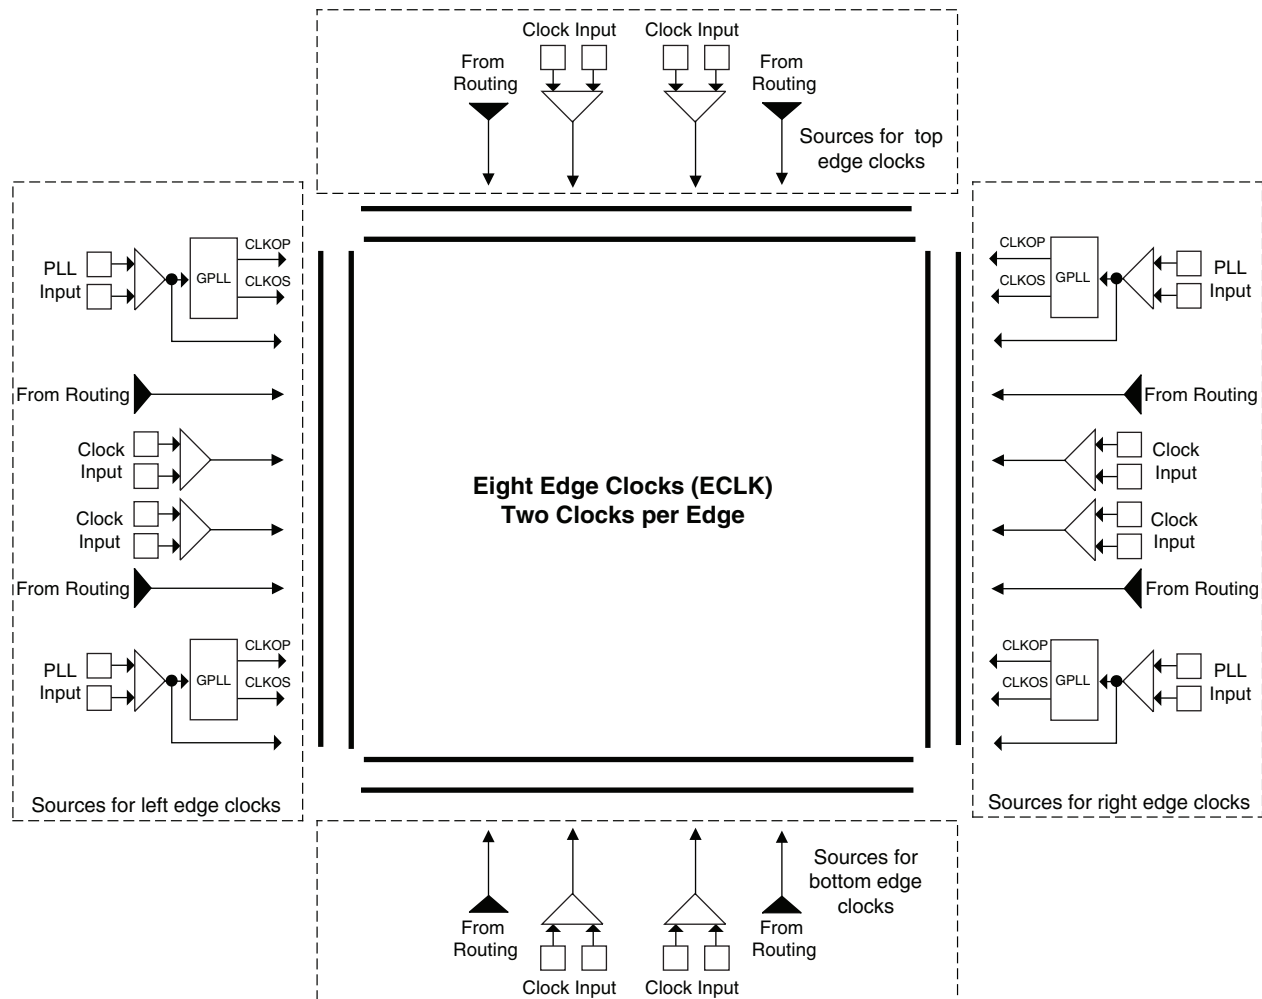 Clock Input
Clock Input
From
Routing
From
Routing
Sources for top
edge clocks
PLL
Input
GPLL
CLKOP
CLKOS
From Routing
Clock
Input
Clock
Input
From Routing
PLL
Input
GPLL
CLKOP
CLKOS
Sources for left edge clocks
Eight Edge Clocks (ECLK)
Two Clocks per Edge
CLKOP
CLKOS
GPLL
PLL
Input
From Routing
Clock
Input
Clock
Input
From Routing
CLKOP
CLKOS
GPLL
PLL
Input
Sources for right edge clocks
Sources for
bottom edge
clocks
From
Routing
From
Routing
Clock Input
Clock Input